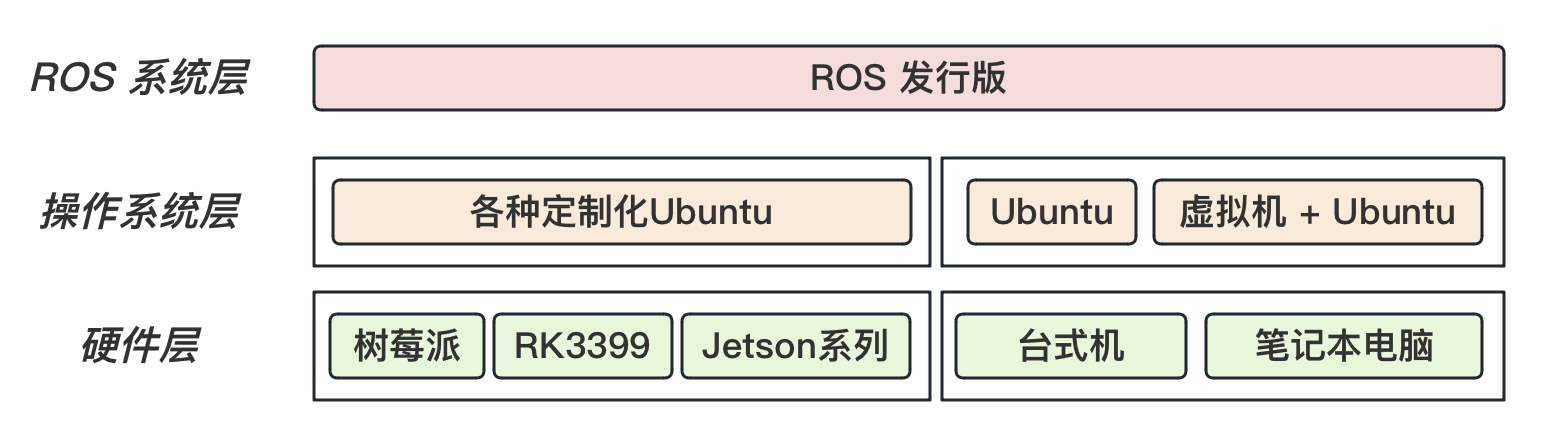 ROS 系统层
ROS 发行版
操作系统层
各种定制化Ubuntu
Ubuntu
虚拟机 + Ubuntu
硬件层
树莓派
RK3399
Jetson系列
台式机
笔记本电脑